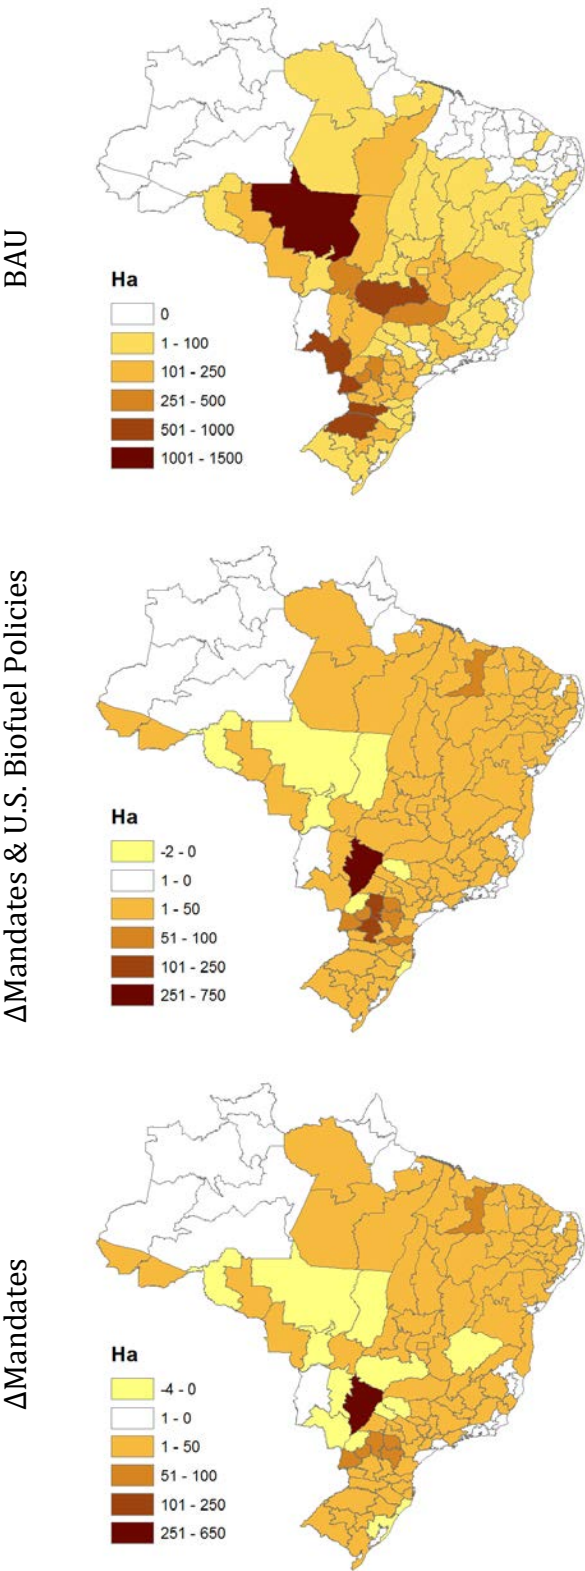 BAU
Ha
0
1 - 100
101 - 250
251 - 500
501 - 1000
1001 - 1500
ΔMandates & U.S. Biofuel Policies
Ha
-2 - 0
1 - 0
1 - 50
51 - 100
101 - 250
251 - 750
ΔMandates
Ha
-4 - 0
1 - 0
1 - 50
51 - 100
101 - 250
251 - 650